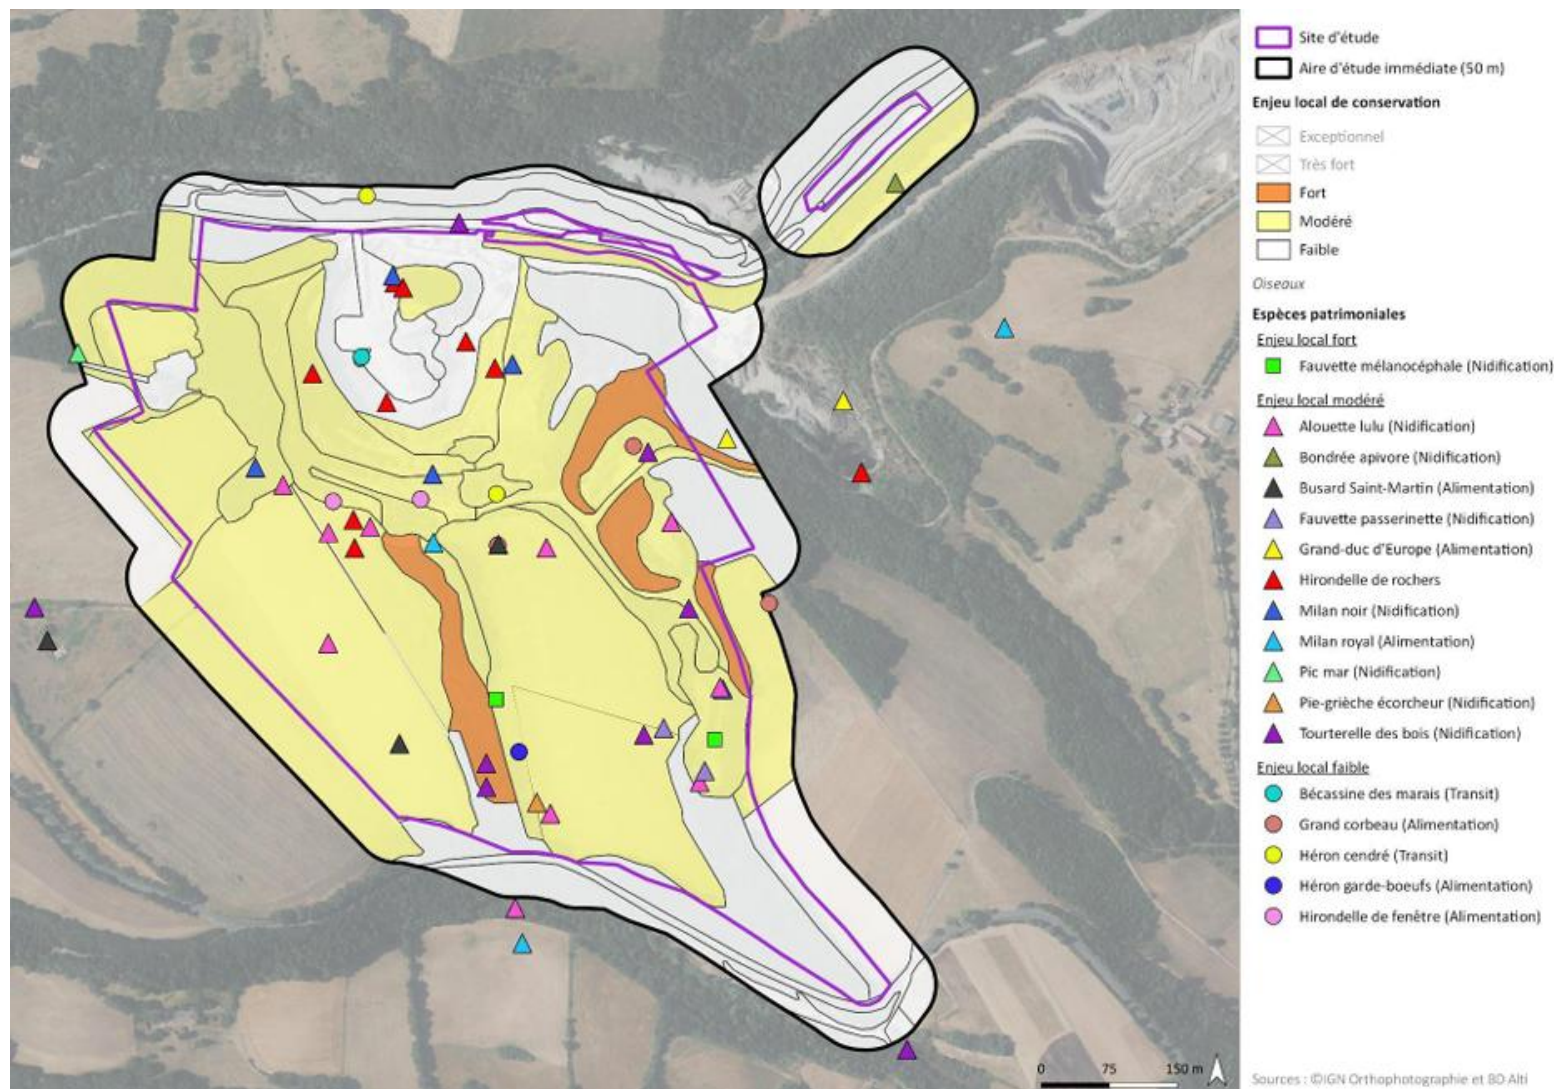 Site d'étude
Aire d'étude immédiate (50 m)
Enjeu local de conservation
Exceptionnel
Très fort
Fort
Modéré
Faible
Oiseaux
Espèces patrimoniales
Enjeu local fort
Fauvette mélanocéphale (Nidification)
Enjeu local modéré
Alouette lulu (Nidification)
Bondrée apivore (Nidification)
Busard Saint-Martin (Alimentation)
Fauvette passerinette (Nidification)
Grand-duc d'Europe (Alimentation)
Hirondelle de rochers
Milan noir (Nidification)
Milan royal (Alimentation)
Pic mar (Nidification)
Pie-grièche écorcheur (Nidification)
Tourterelle des bois (Nidification)
Enjeu local faible
Bécassine des marais (Transit)
Grand corbeau (Alimentation)
Héron cendré (Transit)
Héron garde-boeufs (Alimentation)
Hirondelle de fenêtre (Alimentation)
0 75 150 m
Sources : ©IGN Orthophotographie et BD Alti